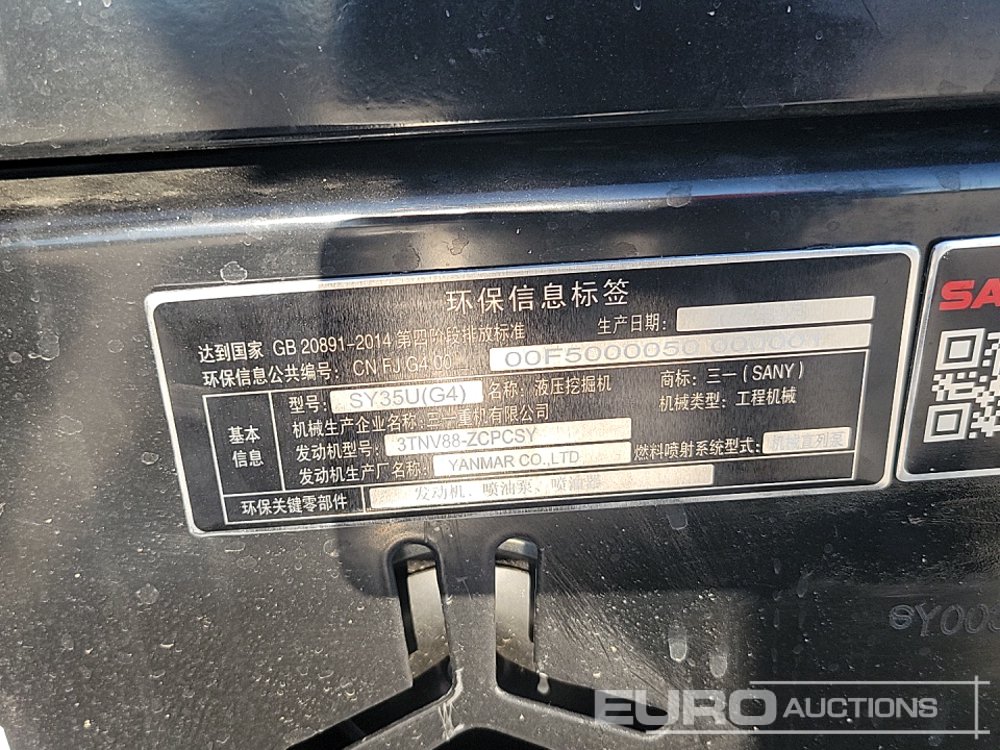 环保信息标签
达到国家 GB 20891-2014 第四阶段排放标准 生产日期:
环保信息公共编号: CN FJ G4 00 00F5000050 000001
基本信息
型号: SY35U(G4) 名称: 液压挖掘机 商标: 三一(SANY)
机械生产企业名称: 三一重机有限公司 机械类型: 工程机械
发动机型号: 3TNV88-ZCPCSY 燃料喷射系统型式: 机械直列泵
发动机生产厂名称: YANMAR CO.,LTD
环保关键零部件 发动机、喷油泵、喷油器
SA
SY00
EURO AUCTIONS